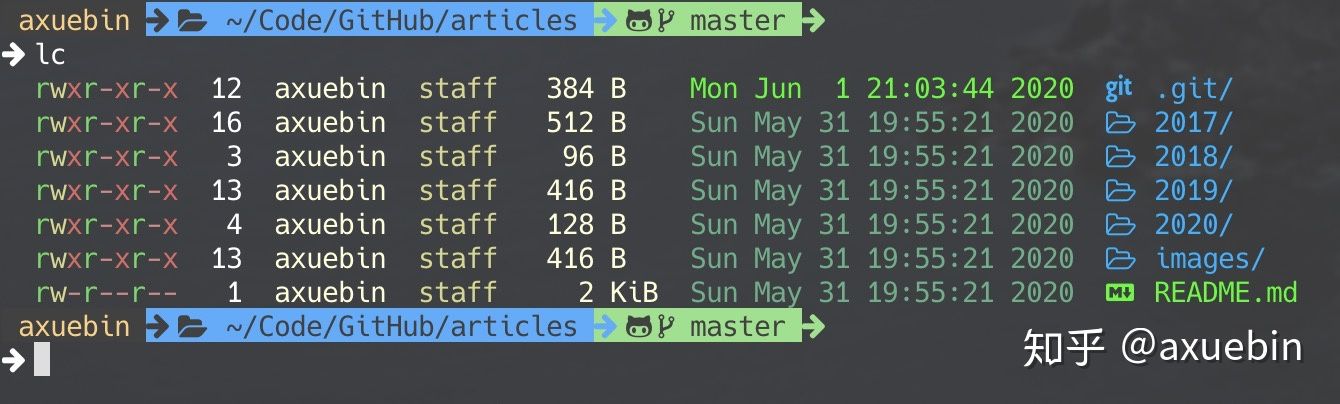 axuebin ~/Code/GitHub/articles master
lc
rwxr-xr-x 12 axuebin staff 384 B Mon Jun 1 21:03:44 2020 git .git/
rwxr-xr-x 16 axuebin staff 512 B Sun May 31 19:55:21 2020 2017/
rwxr-xr-x 3 axuebin staff 96 B Sun May 31 19:55:21 2020 2018/
rwxr-xr-x 13 axuebin staff 416 B Sun May 31 19:55:21 2020 2019/
rwxr-xr-x 4 axuebin staff 128 B Sun May 31 19:55:21 2020 2020/
rwxr-xr-x 13 axuebin staff 416 B Sun May 31 19:55:21 2020 images/
rw-r--r-- 1 axuebin staff 2 KiB Sun May 31 19:55:21 2020 README.md
axuebin ~/Code/GitHub/articles master
知乎 @axuebin